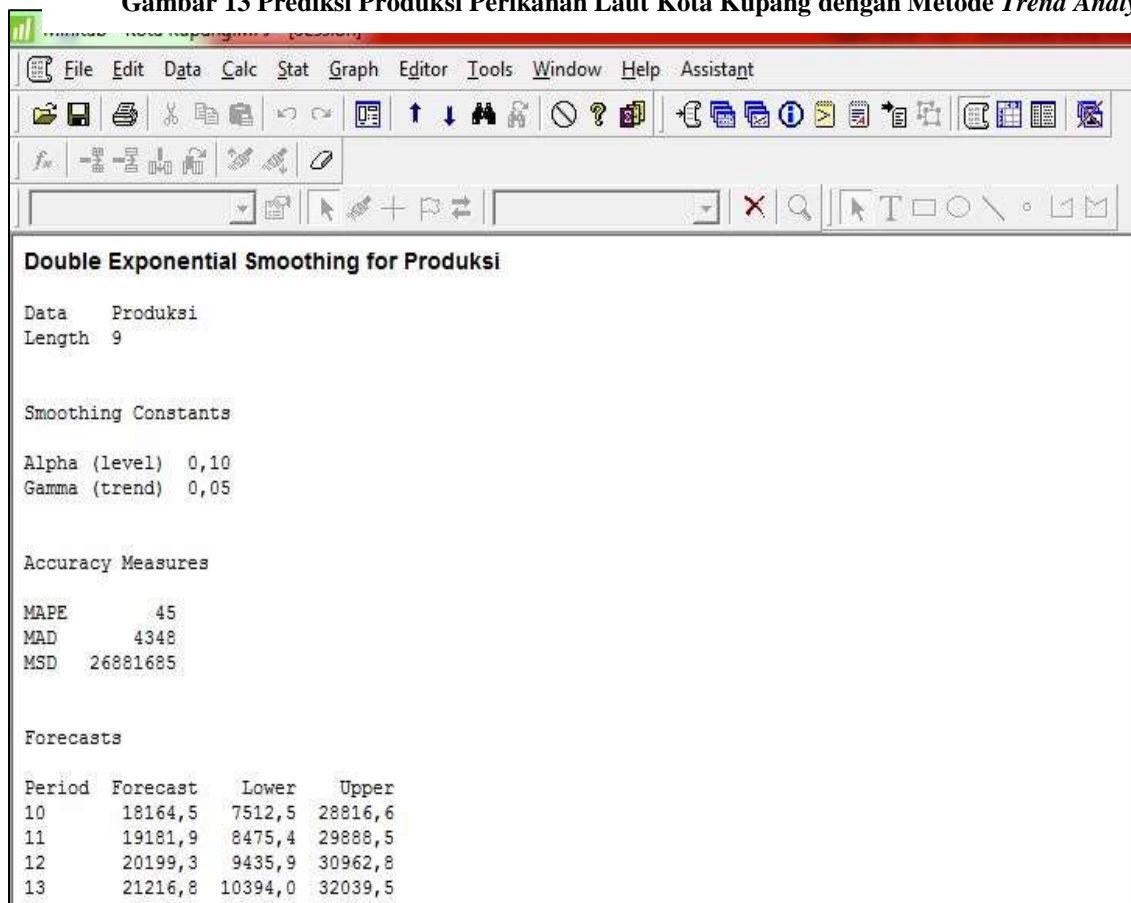 Gambar 13 Prediksi Produksi Perikanan Laut Kota Kupang dengan Metode Trend
File Edit Data Calc Stat Graph Editor Tools Window Help Assistant
Double Exponential Smoothing for Produksi
Data Produksi
Length 9
Smoothing Constants
Alpha (level) 0,10
Gamma (trend) 0,05
Accuracy Measures
MAPE 45
MAD 4348
MSD 26881685
Forecasts
Period Forecast Lower Upper
10 18164,5 7512,5 28816,6
11 19181,9 8475,4 29888,5
12 20199,3 9435,9 30962,8
13 21216,8 10394,0 32039,5